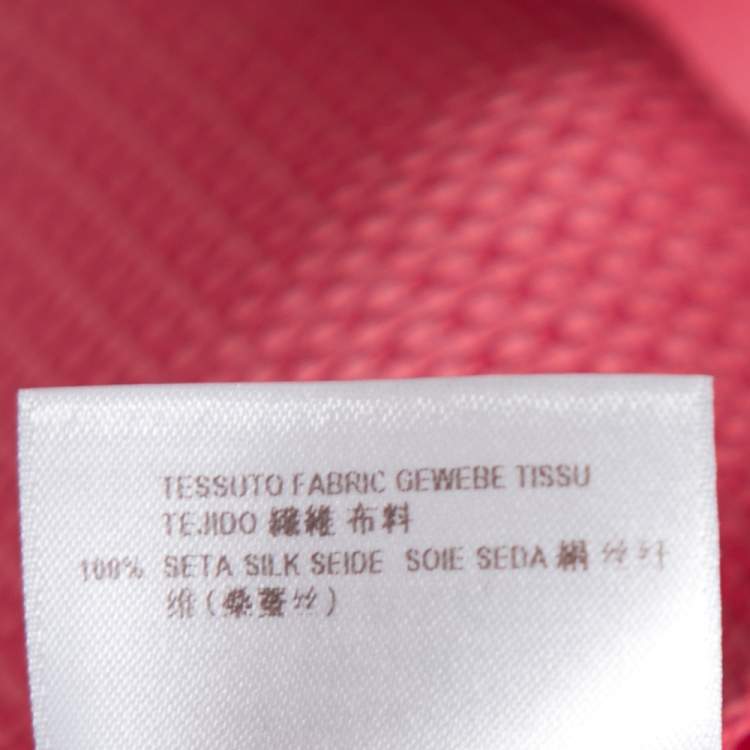 TESSUTO FABRIC GEWEBE TISSU
TEJIDO 繊維 布料
100% SETA SILK SEIDE SOIE SEDA 絹 丝纤
维(桑蚕丝)